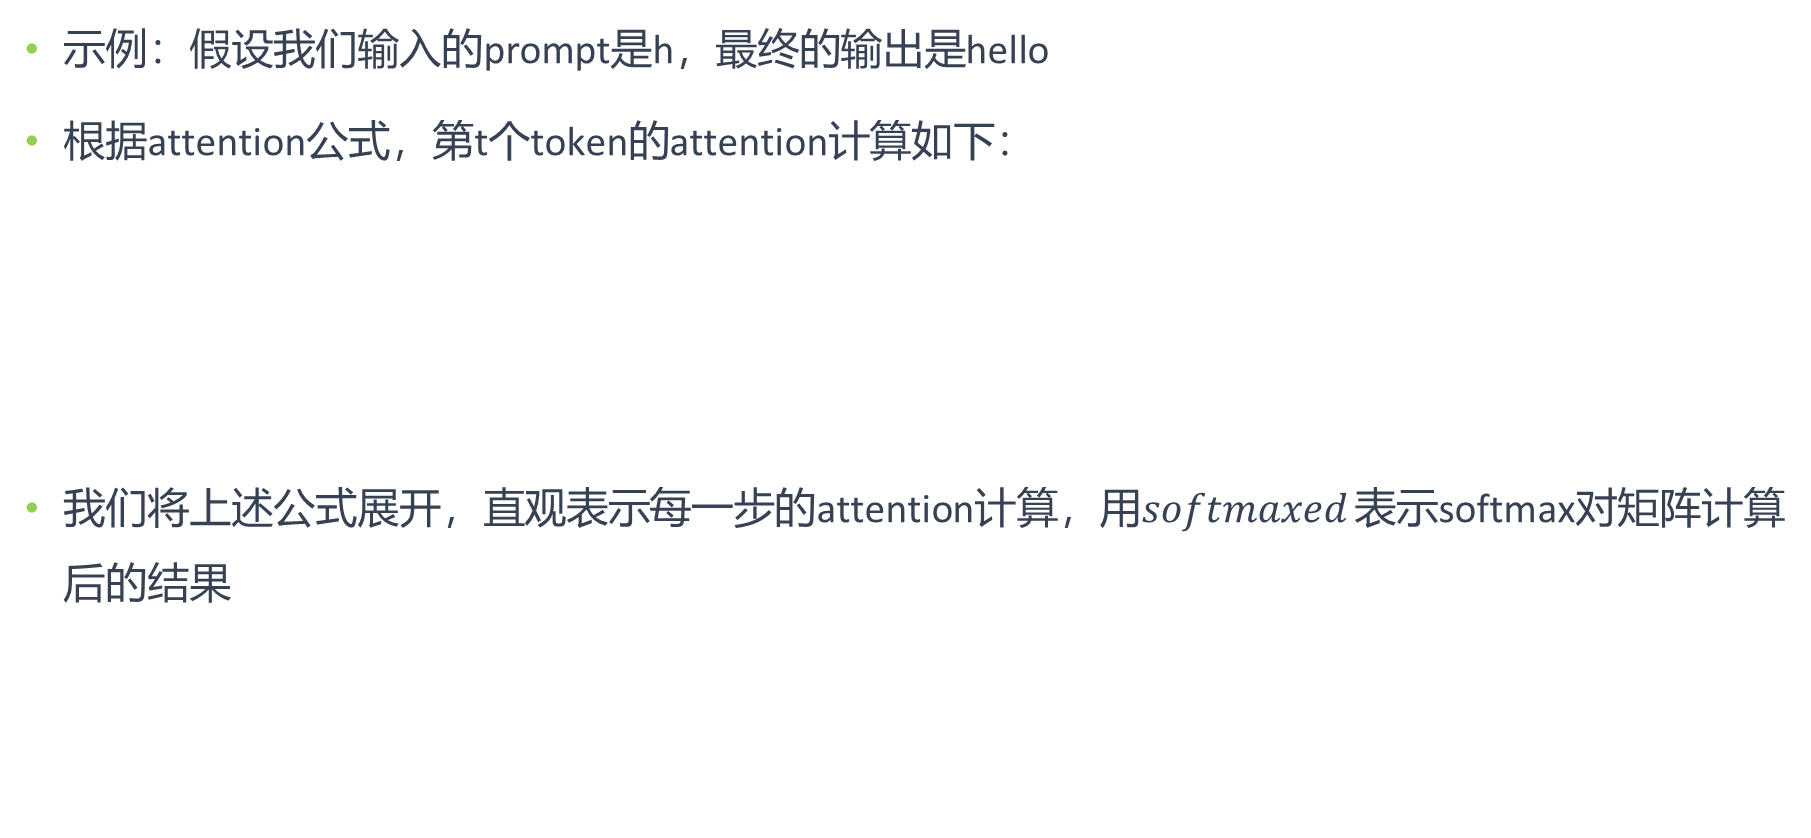 • 示例：假设我们输入的prompt是h，最终的输出是hello
• 根据attention公式，第t个token的attention计算如下：
• 我们将上述公式展开，直观表示每一步的attention计算，用softmaxed 表示softmax对矩阵计算
后的结果